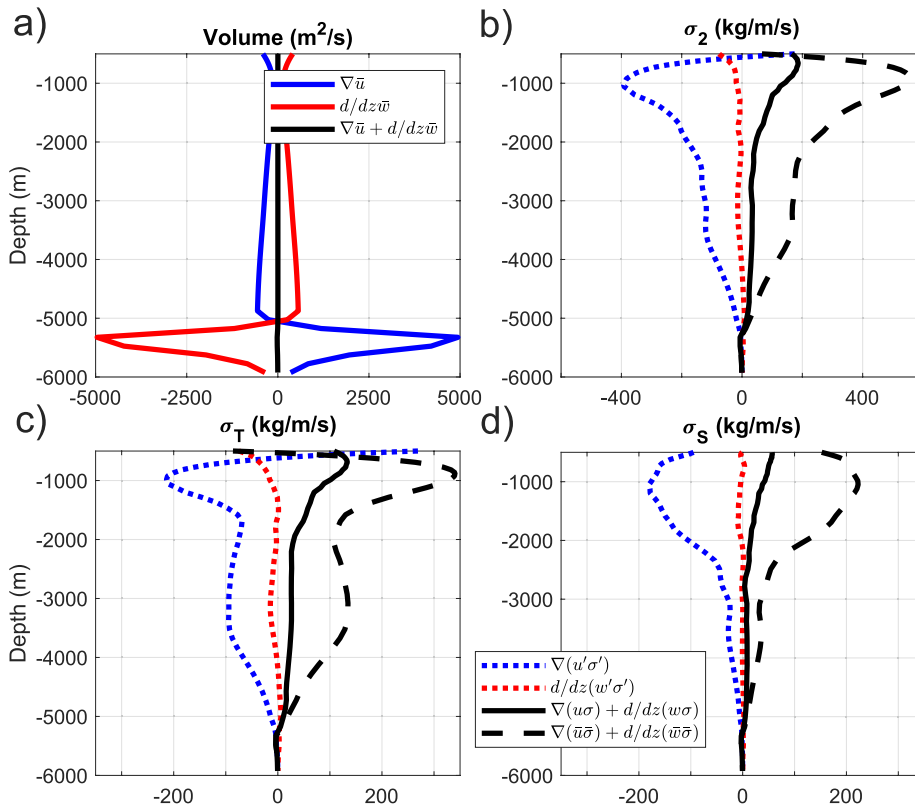 a)
Volume (m²/s)
-1000
-2000
-3000
-4000
-5000
-6000
Depth (m)
-5000 -2500 0 2500 5000
∇ū
d/dz w̄
∇ū + d/dz w̄
b)
σ₂ (kg/m/s)
-1000
-2000
-3000
-4000
-5000
-6000
-400 0 400
c)
σ_T (kg/m/s)
-1000
-2000
-3000
-4000
-5000
-6000
Depth (m)
-200 0 200
d)
σ_S (kg/m/s)
-1000
-2000
-3000
-4000
-5000
-6000
-200 0 200
∇(u′σ′)
d/dz(w′σ′)
∇(uσ) + d/dz(wσ)
∇(ūσ̄) + d/dz(w̄σ̄)